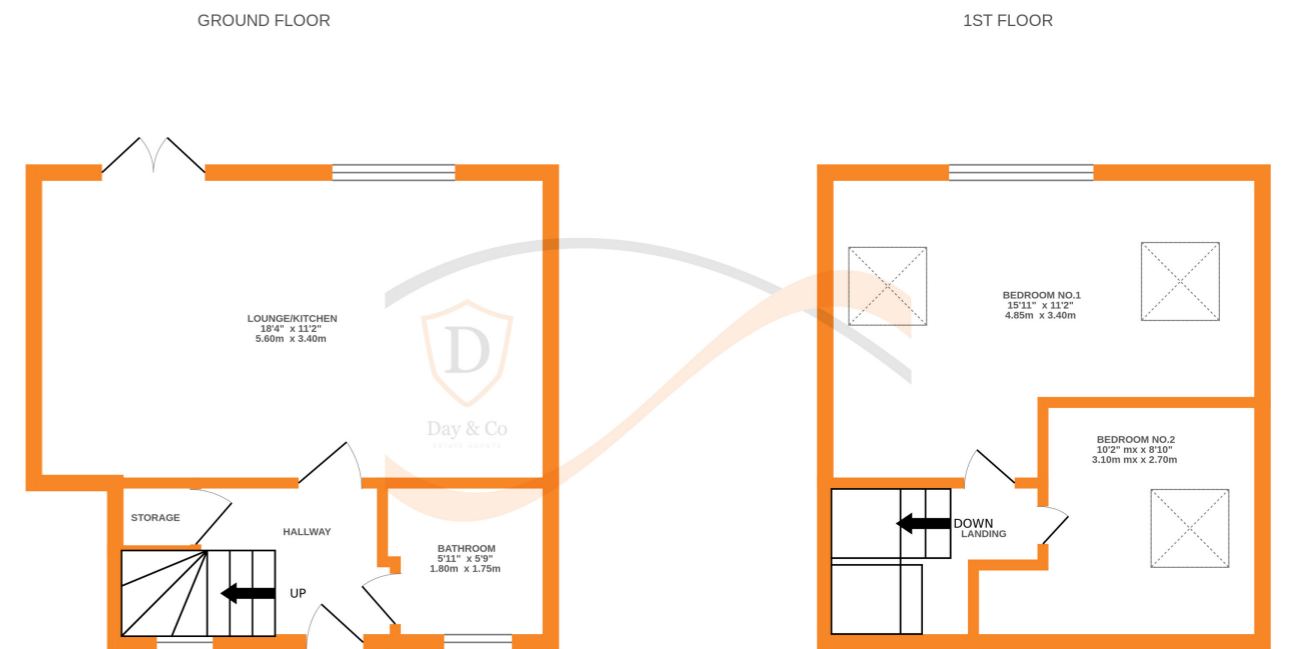 GROUND FLOOR
1ST FLOOR
LOUNGE/KITCHEN
18'4" x 11'2"
5.60m x 3.40m
D
Day & Co
STORAGE
HALLWAY
BATHROOM
5'11" x 5'9"
1.80m x 1.75m
UP
BEDROOM NO.1
15'11" x 11'2"
4.85m x 3.40m
BEDROOM NO.2
10'2" mx x 8'10"
3.10m mx x 2.70m
DOWN
LANDING